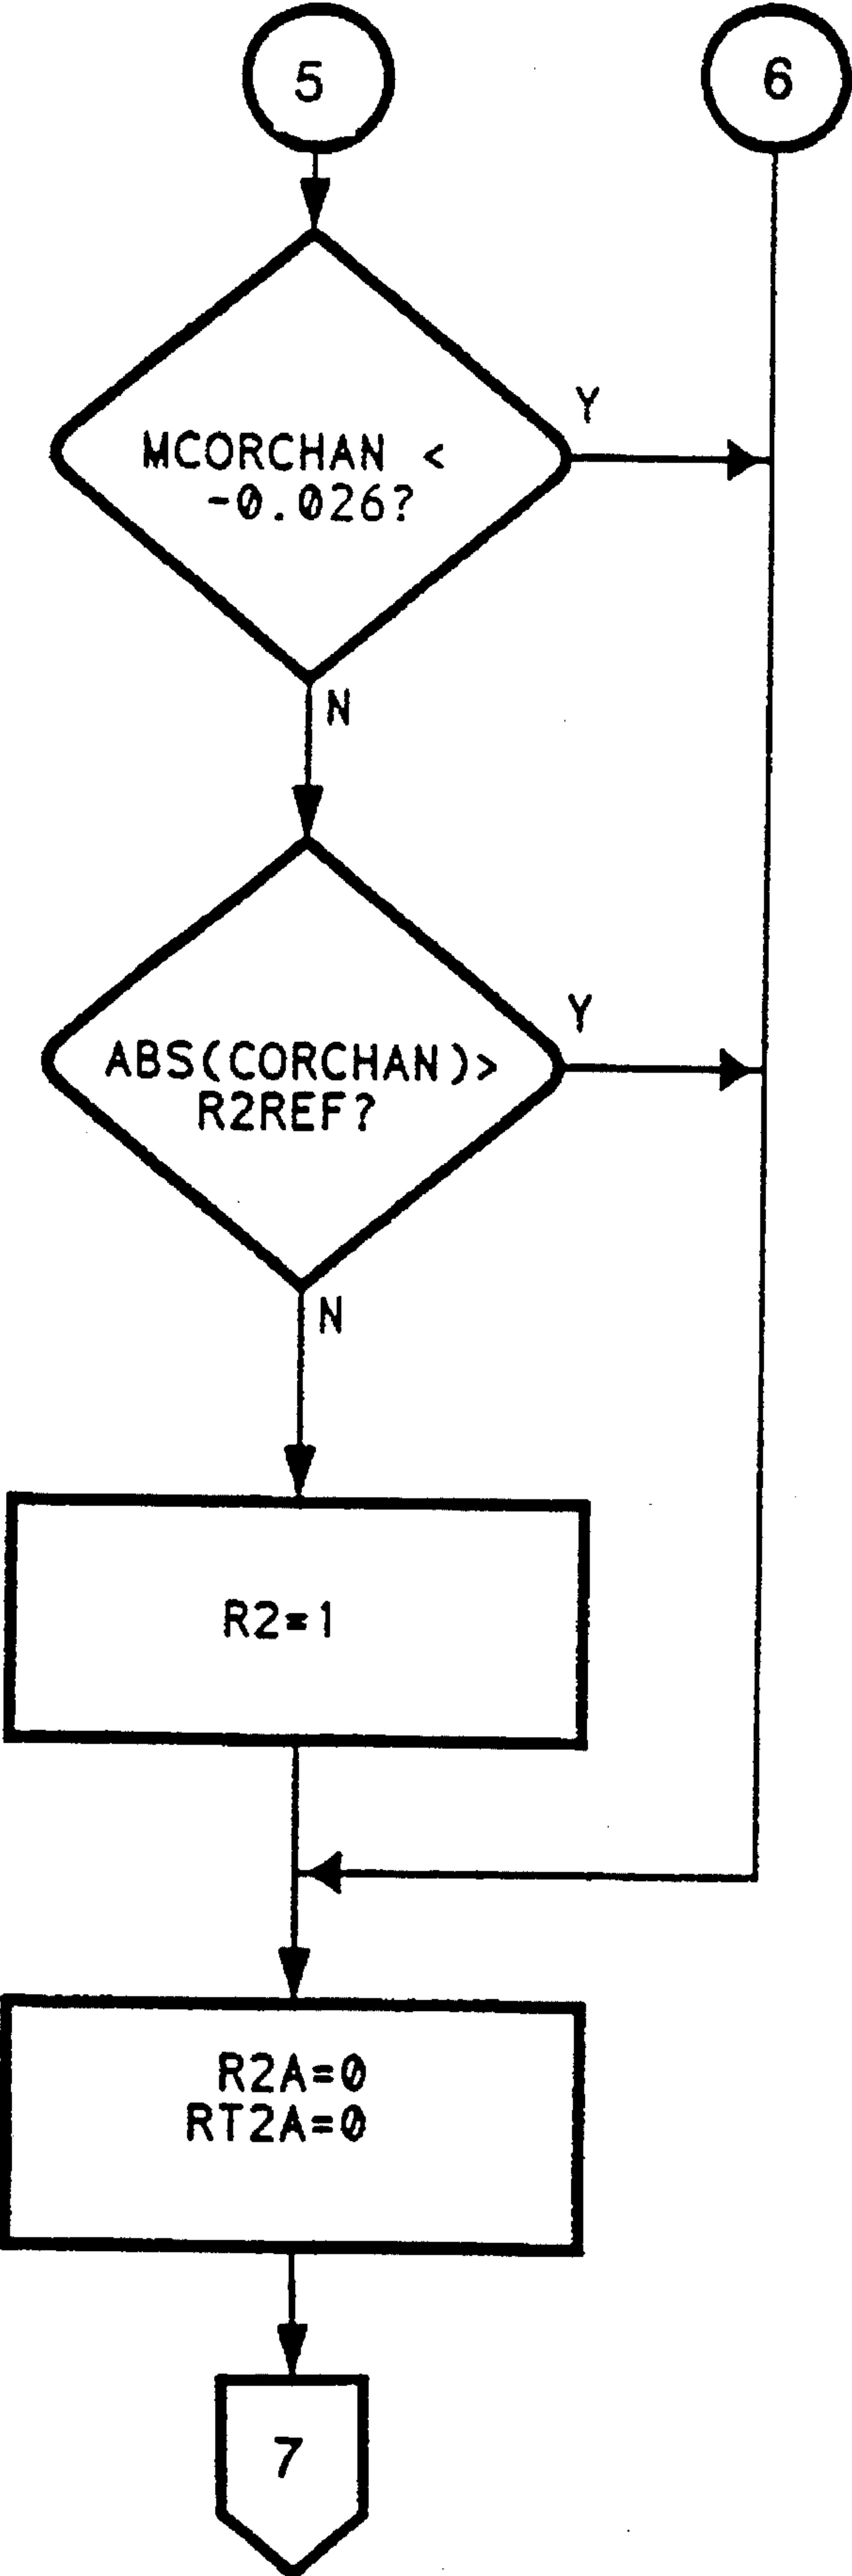 5
6
MCORCHAN <
-0.026?
Y
N
ABS(CORCHAN)>
R2REF?
Y
N
R2=1
R2A=0
RT2A=0
7